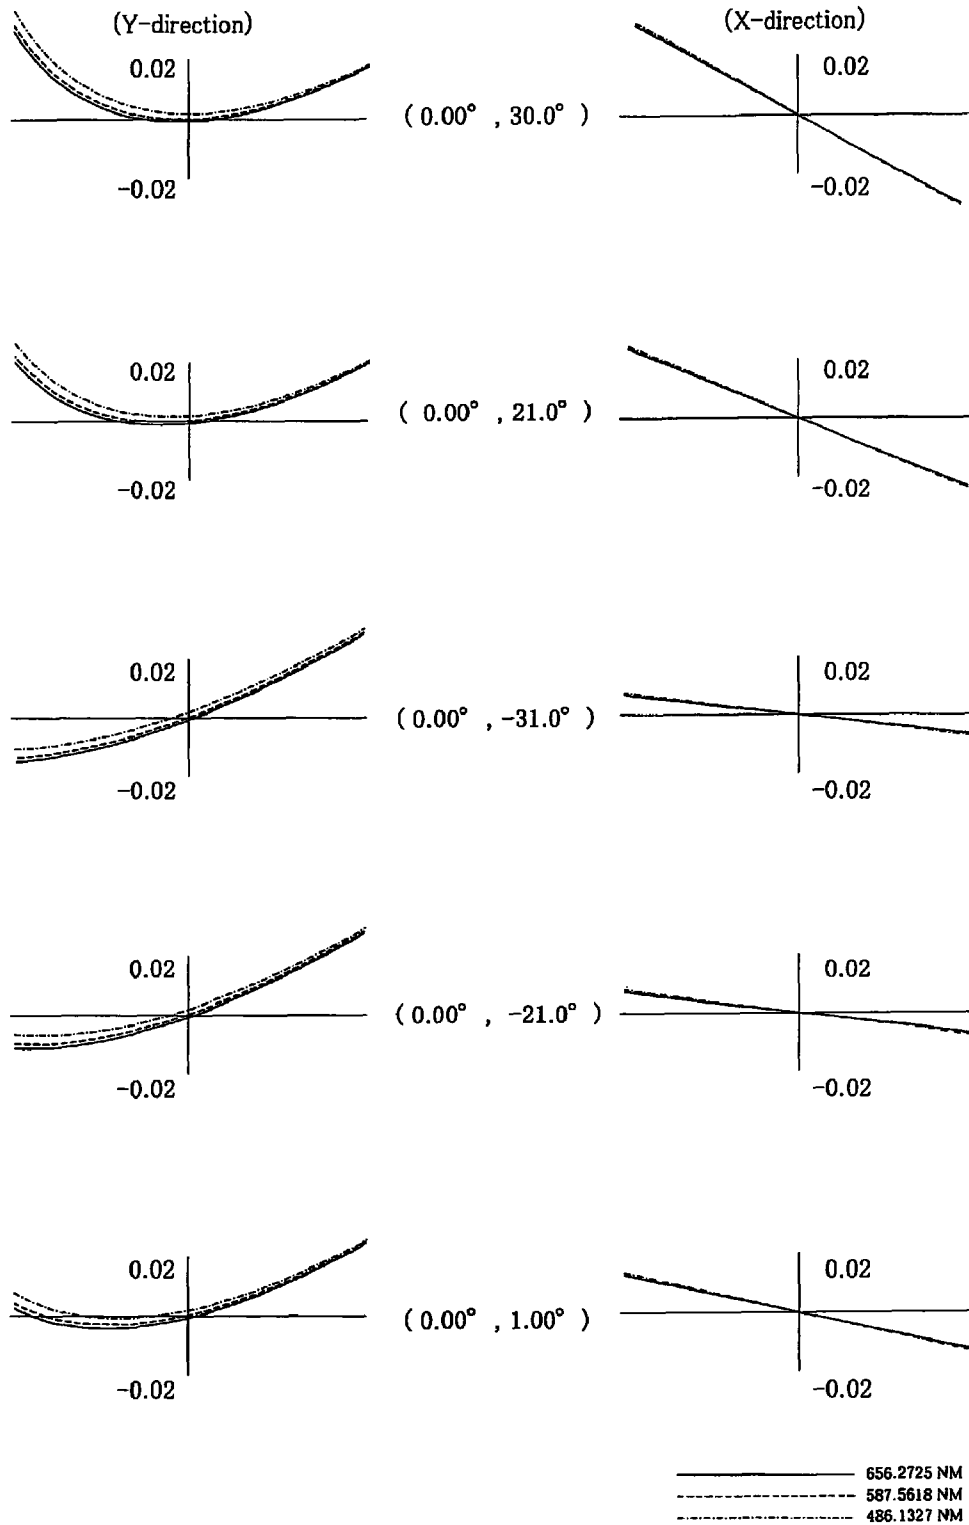 (Y-direction) (X-direction)
0.02 0.02
( 0.00° , 30.0° )
-0.02 -0.02
0.02 0.02
( 0.00° , 21.0° )
-0.02 -0.02
0.02 0.02
( 0.00° , -31.0° )
-0.02 -0.02
0.02 0.02
( 0.00° , -21.0° )
-0.02 -0.02
0.02 0.02
( 0.00° , 1.00° )
-0.02 -0.02
656.2725 NM
587.5618 NM
486.1327 NM